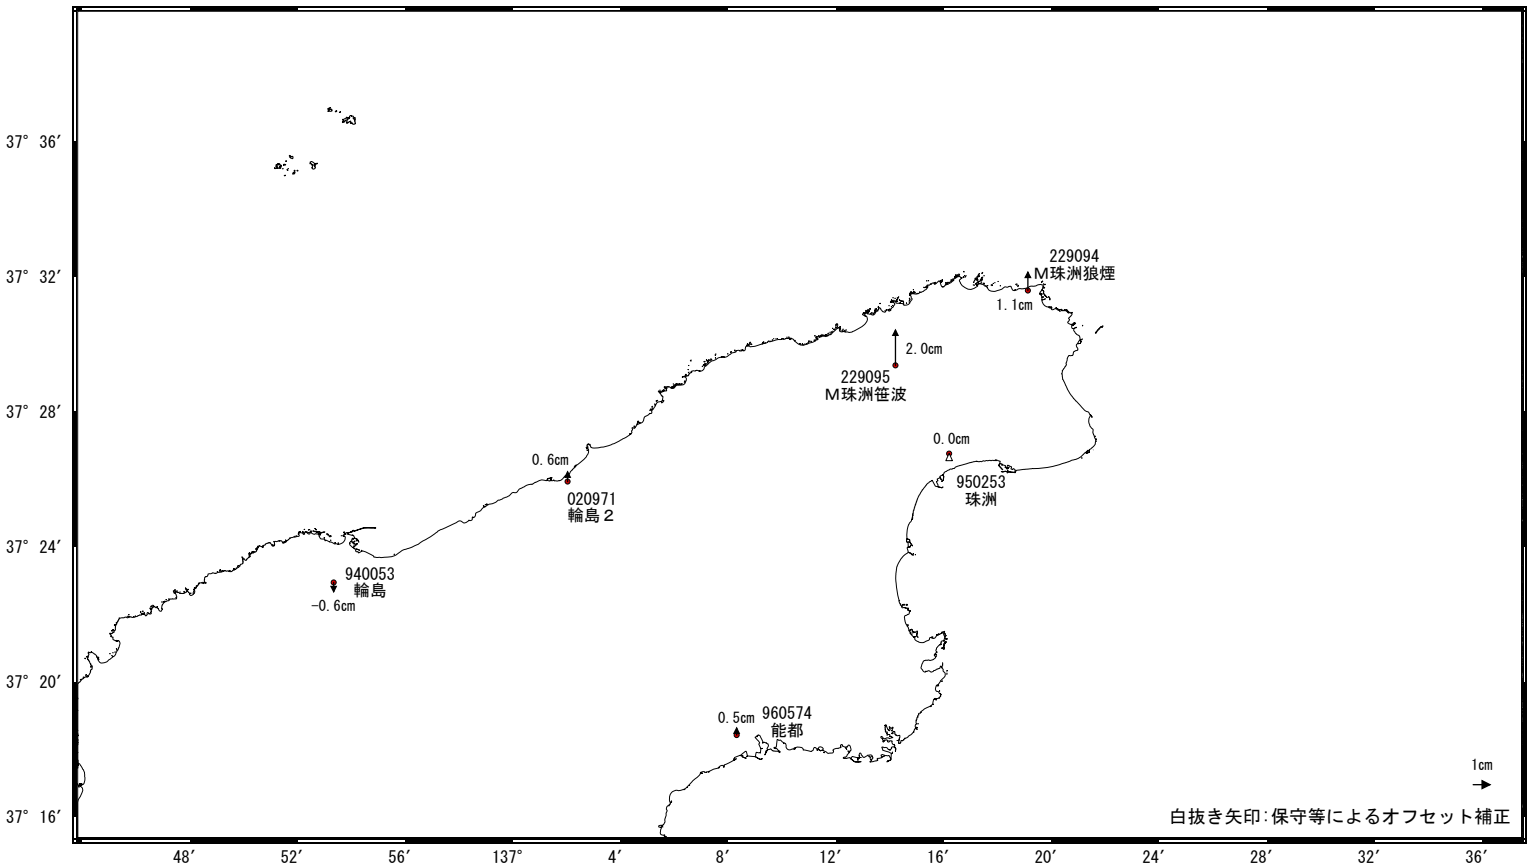 37° 36′
37° 32′
37° 28′
37° 24′
37° 20′
37° 16′
229094
M珠洲狼煙
1.1cm
2.0cm
229095
M珠洲笹波
0.0cm
950253
珠洲
0.6cm
020971
輪島２
940053
輪島
-0.6cm
0.5cm
960574
能都
1cm
白抜き矢印:保守等によるオフセット補正
48′ 52′ 56′ 137° 4′ 8′ 12′ 16′ 20′ 24′ 28′ 32′ 36′